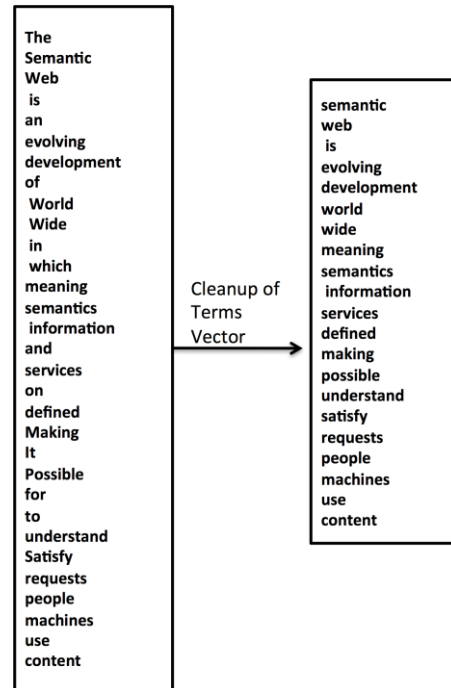 The
Semantic
Web
is
an
evolving
development
of
World
Wide
in
which
meaning
semantics
information
and
services
on
defined
Making
It
Possible
for
to
understand
Satisfy
requests
people
machines
use
content
Cleanup of
Terms
Vector
semantic
web
is
evolving
development
world
wide
meaning
semantics
information
services
defined
making
possible
understand
satisfy
requests
people
machines
use
content